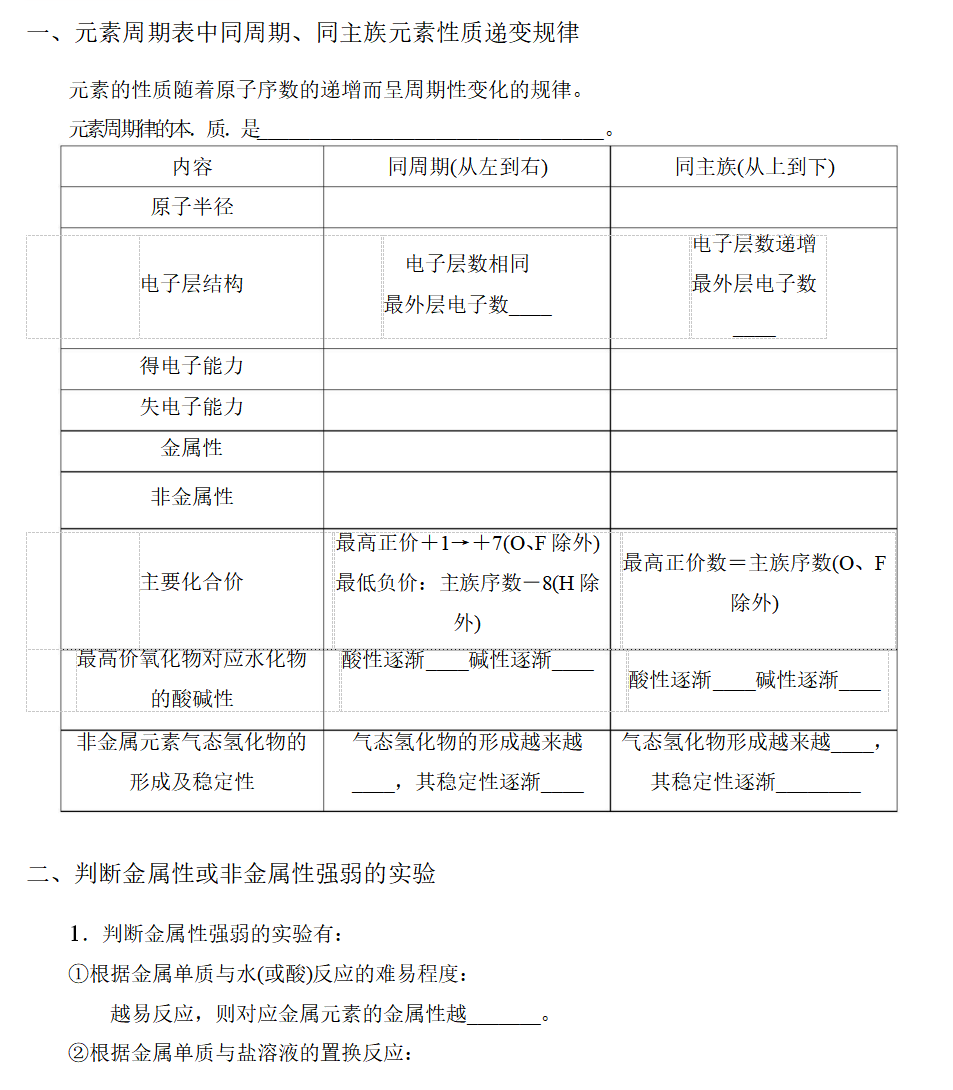 一、元素周期表中同周期、同主族元素性质递变规律
元素的性质随着原子序数的递增而呈周期性变化的规律。
元素周期律的本．质．是_________________________________。
内容 同周期(从左到右) 同主族(从上到下)
原子半径
电子层结构
电子层数相同
最外层电子数____
电子层数递增
最外层电子数
____
得电子能力
失电子能力
金属性
非金属性
主要化合价
最高正价＋1→＋7(O、F 除外)
最低负价：主族序数－8(H 除
外)
最高正价数＝主族序数(O、F
除外)
最高价氧化物对应水化物
的酸碱性
酸性逐渐____碱性逐渐____
酸性逐渐____碱性逐渐____
非金属元素气态氢化物的
形成及稳定性
气态氢化物的形成越来越
____，其稳定性逐渐____
气态氢化物形成越来越____，
其稳定性逐渐________
二、判断金属性或非金属性强弱的实验
1．判断金属性强弱的实验有：
①根据金属单质与水(或酸)反应的难易程度：
越易反应，则对应金属元素的金属性越_______。
②根据金属单质与盐溶液的置换反应：